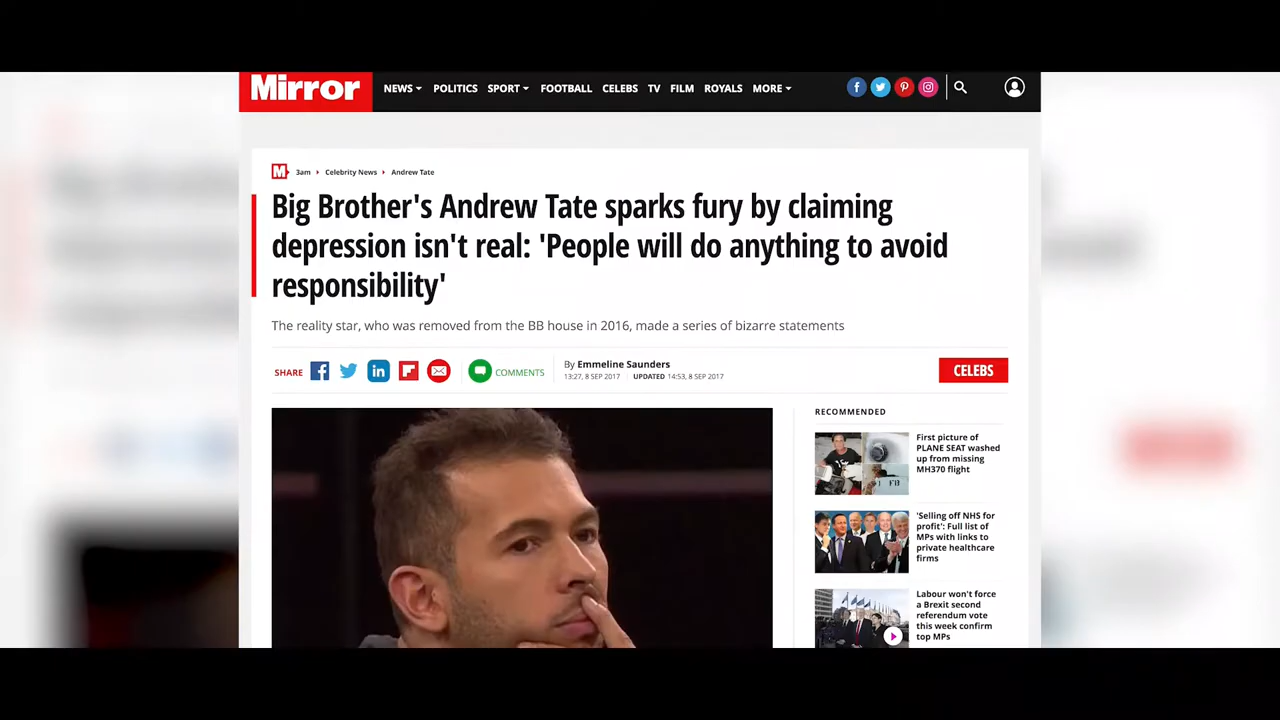 Mirror
NEWS POLITICS SPORT FOOTBALL CELEBS TV FILM ROYALS MORE
M 3am Celebrity News Andrew Tate
Big Brother's Andrew Tate sparks fury by claiming
depression isn't real: 'People will do anything to avoid
responsibility'
The reality star, who was removed from the BB house in 2016, made a series of bizarre statements
SHARE COMMENTS
By Emmeline Saunders
13:27, 8 SEP 2017 UPDATED 14:53, 8 SEP 2017
CELEBS
RECOMMENDED
First picture of
PLANE SEAT washed
up from missing
MH370 flight
'Selling off NHS for
profit': Full list of
MPs with links to
private healthcare
firms
Labour won't force
a Brexit second
referendum vote
this week confirm
top MPs